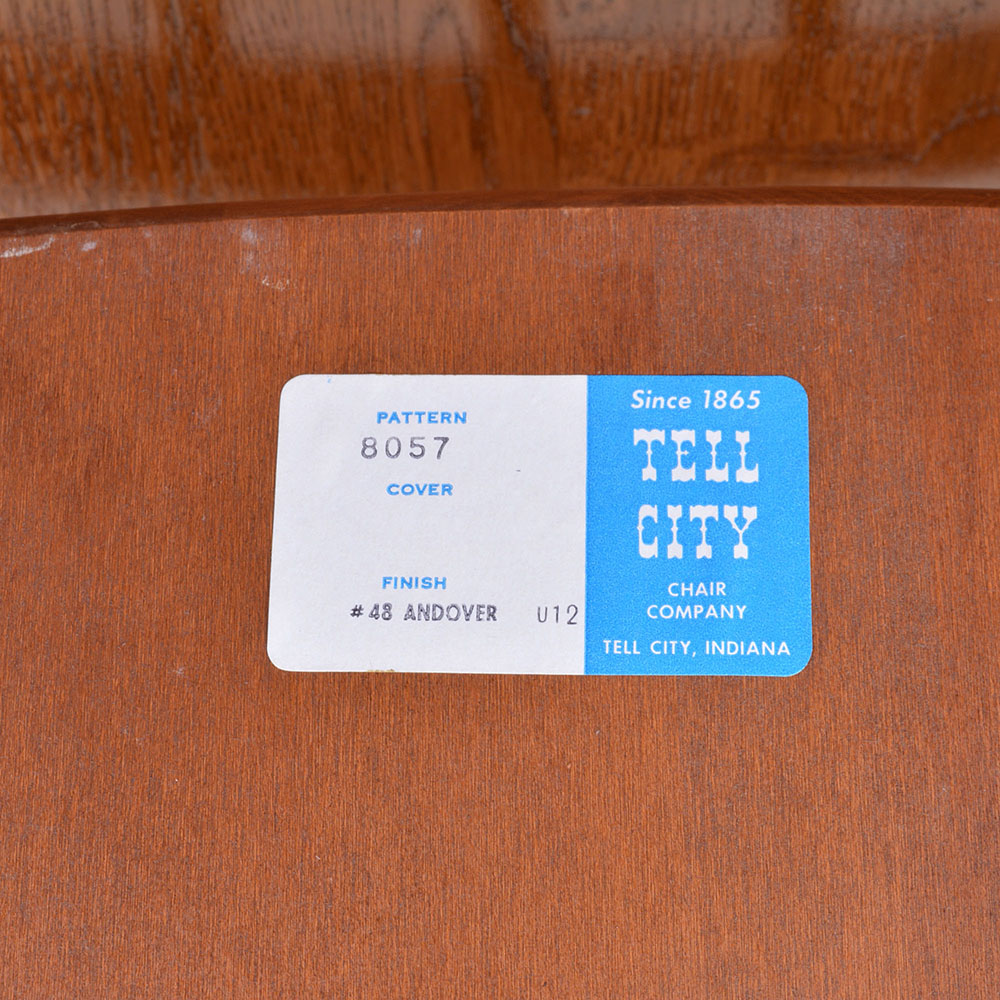 PATTERN
8057
COVER
FINISH
#48 ANDOVER U12
Since 1865
TELL
CITY
CHAIR
COMPANY
TELL CITY, INDIANA